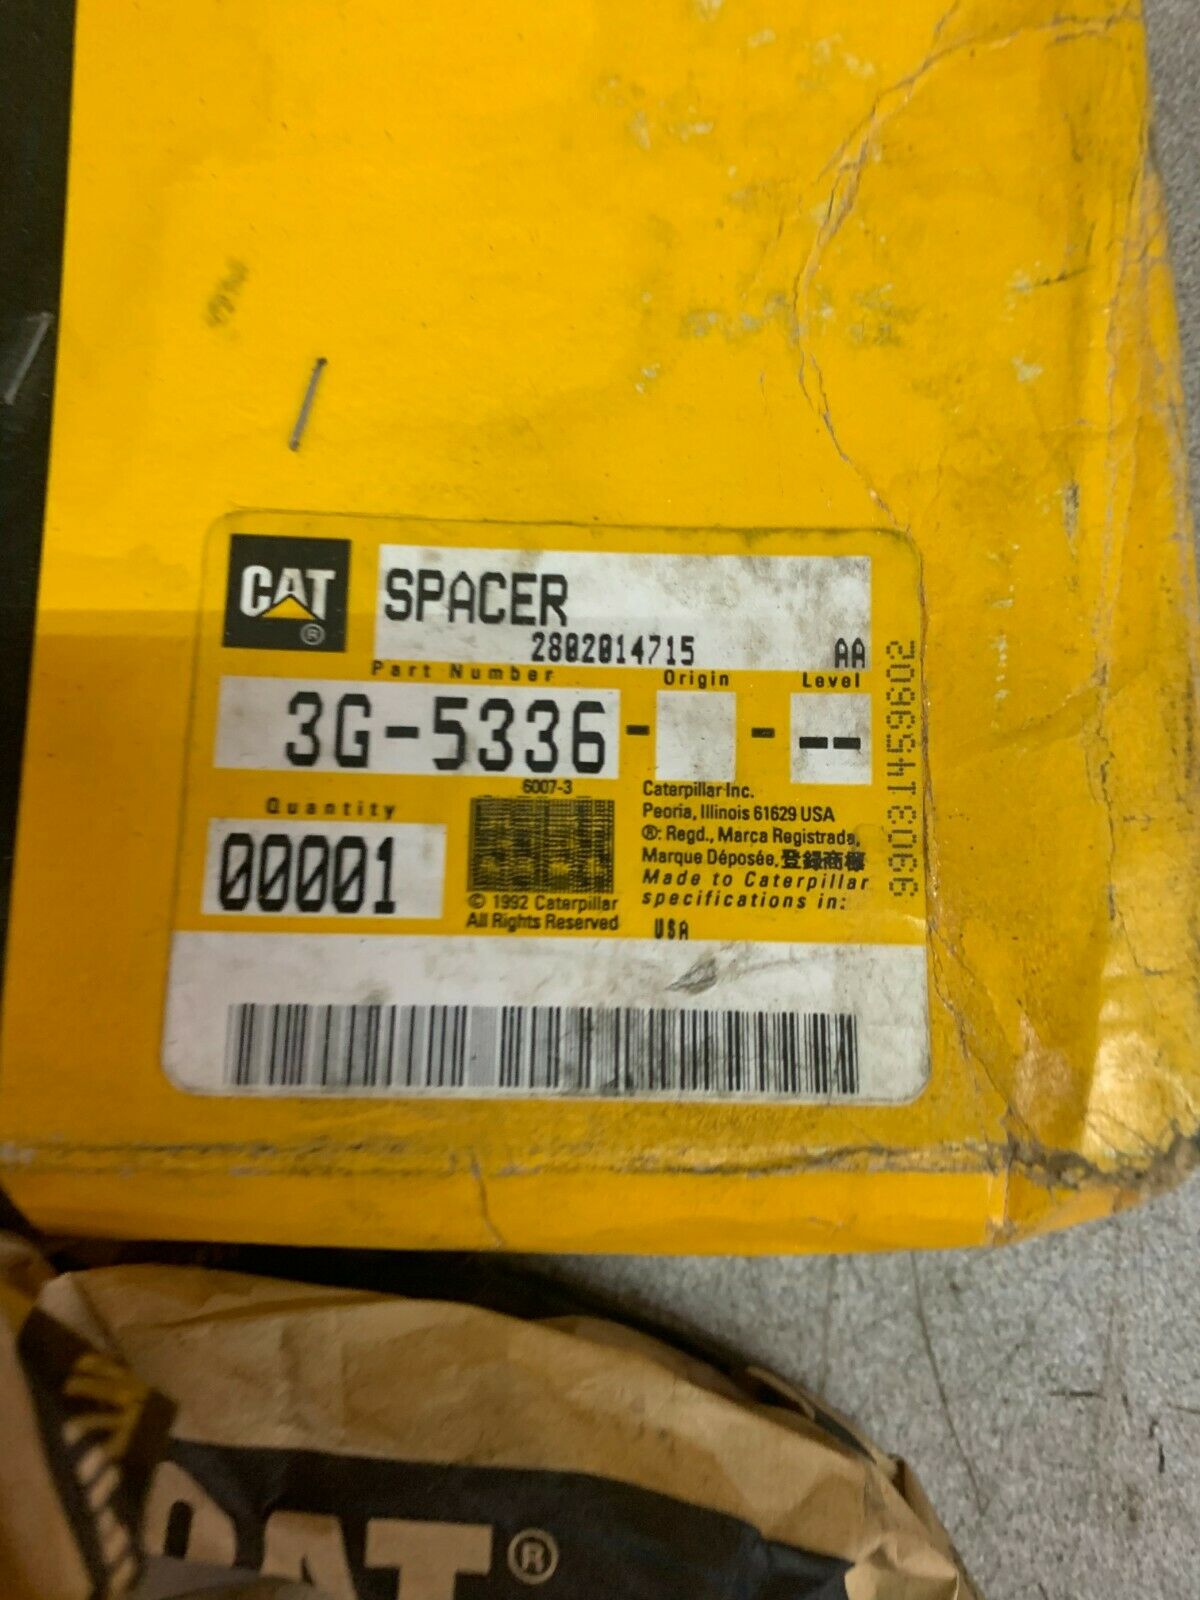 CAT ®
SPACER
2802014715 AA
Part Number Origin Level
3G-5336- - --
Quantity
00001
6007-3
© 1992 Caterpillar
All Rights Reserved
Caterpillar Inc.
Peoria, Illinois 61629 USA
®: Regd., Marca Registrada,
Marque Déposée, 登録商標
Made to Caterpillar
specifications in:
USA
CAT ®